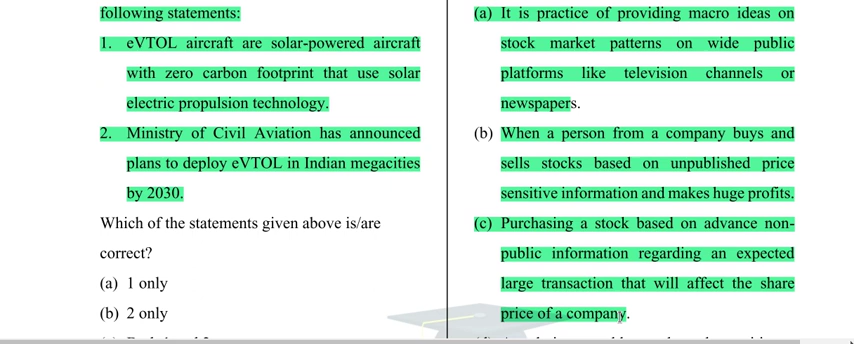 following statements:
1. eVTOL aircraft are solar-powered aircraft
with zero carbon footprint that use solar
electric propulsion technology.
2. Ministry of Civil Aviation has announced
plans to deploy eVTOL in Indian megacities
by 2030.
Which of the statements given above is/are
correct?
(a) 1 only
(b) 2 only
(a) It is practice of providing macro ideas on
stock market patterns on wide public
platforms like television channels or
newspapers.
(b) When a person from a company buys and
sells stocks based on unpublished price
sensitive information and makes huge profits.
(c) Purchasing a stock based on advance non-
public information regarding an expected
large transaction that will affect the share
price of a company.